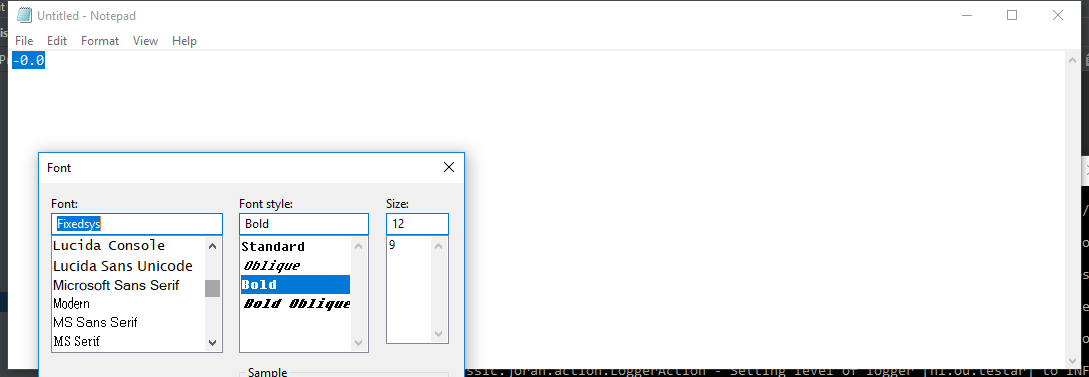 Untitled - Notepad
File Edit Format View Help
-0.0
Font
Font: Font style: Size:
Fixedsys Bold 12
Lucida Console Standard 9
Lucida Sans Unicode Oblique
Microsoft Sans Serif Bold
Modern Bold Oblique
MS Sans Serif
MS Serif
Sample
ssic.joran.action.LoggerAction - Setting level of logger [nl.ou.testar] to INF